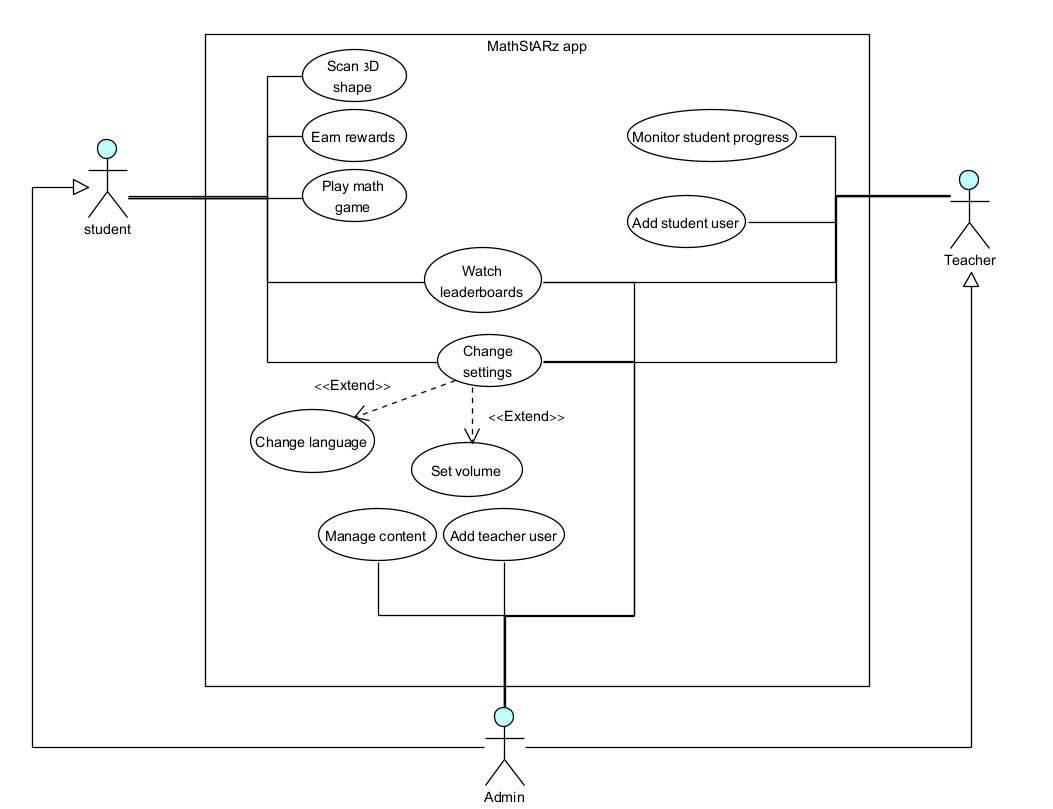 MathStARz app
Scan 3D
shape
Earn rewards
Monitor student progress
Play math
game
student
Add student user
Teacher
Watch
leaderboards
Change
settings
<<Extend>>
<<Extend>>
Change language
Set volume
Manage content
Add teacher user
Admin